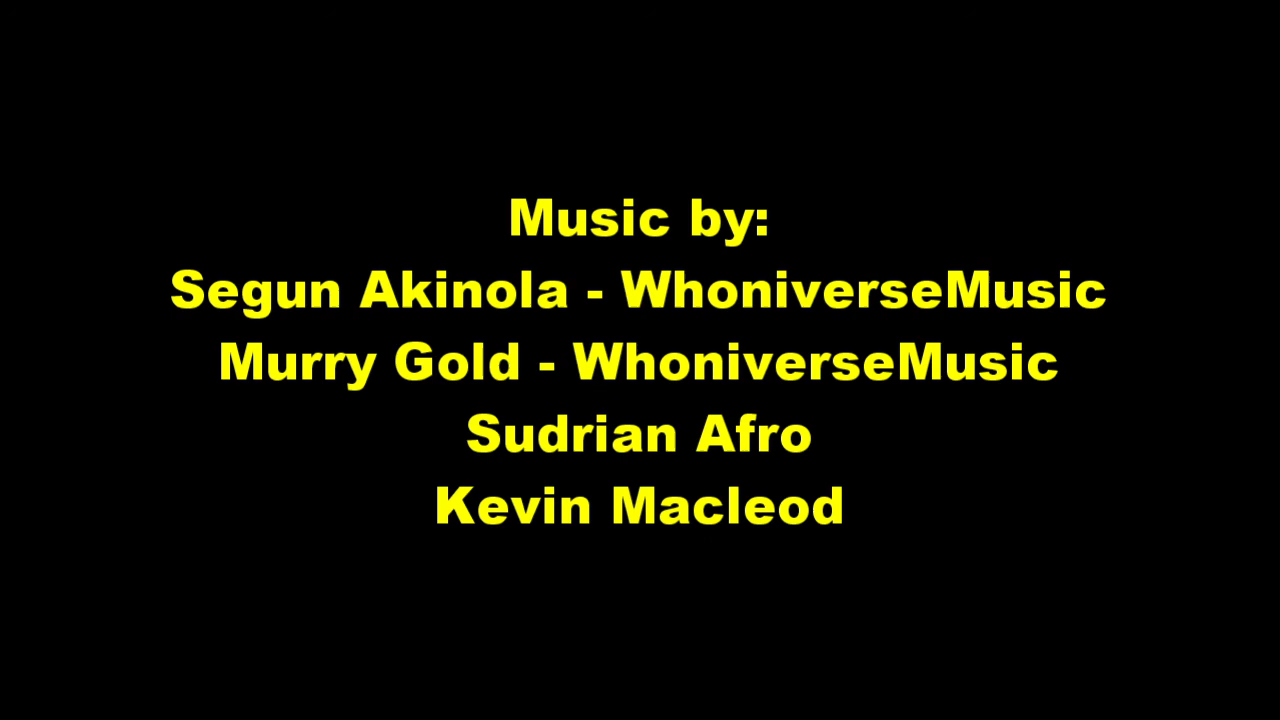 Music by:
Segun Akinola - WhoniverseMusic
Murry Gold - WhoniverseMusic
Sudrian Afro
Kevin Macleod